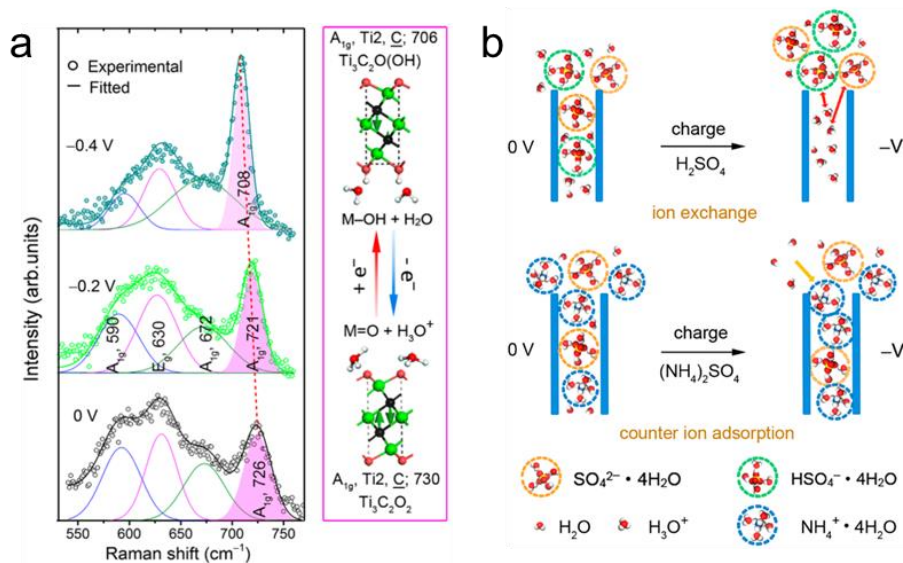 a
Experimental
Fitted
−0.4 V
A1g, 708
−0.2 V
A1g, 590
Eg, 630
A1g, 672
A1g, 721
0 V
A1g, 726
Intensity (arb.units)
550 600 650 700 750
Raman shift (cm−1)
A1g, Ti2, C; 706
Ti3C2O(OH)
M–OH + H2O
+ e−
- e−
M=O + H3O+
A1g, Ti2, C; 730
Ti3C2O2
b
0 V
charge
H2SO4
–V
ion exchange
0 V
charge
(NH4)2SO4
–V
counter ion adsorption
SO4 2− • 4H2O
HSO4− • 4H2O
H2O
H3O+
NH4+ • 4H2O